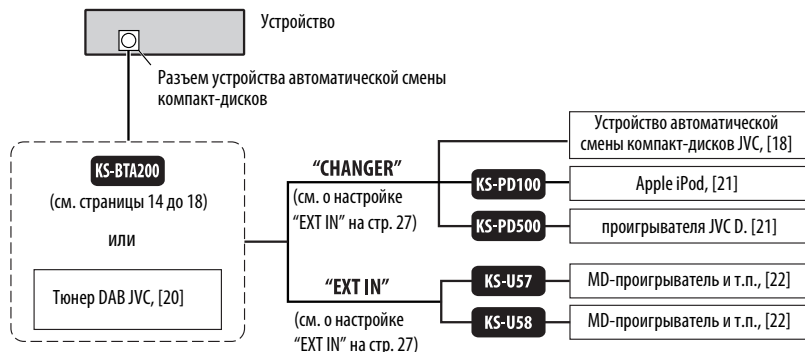 Устройство
Разъем устройства автоматической смены
компакт-дисков
KS-BTA200
(см. страницы 14 до 18)
или
Тюнер DAB JVC, [20]
“CHANGER”
(см. о настройке
“EXT IN” на стр. 27)
Устройство автоматической
смены компакт-дисков JVC, [18]
KS-PD100
Apple iPod, [21]
KS-PD500
проигрывателя JVC D. [21]
“EXT IN”
(см. о настройке
“EXT IN” на стр. 27)
KS-U57
MD-проигрыватель и т.п., [22]
KS-U58
MD-проигрыватель и т.п., [22]